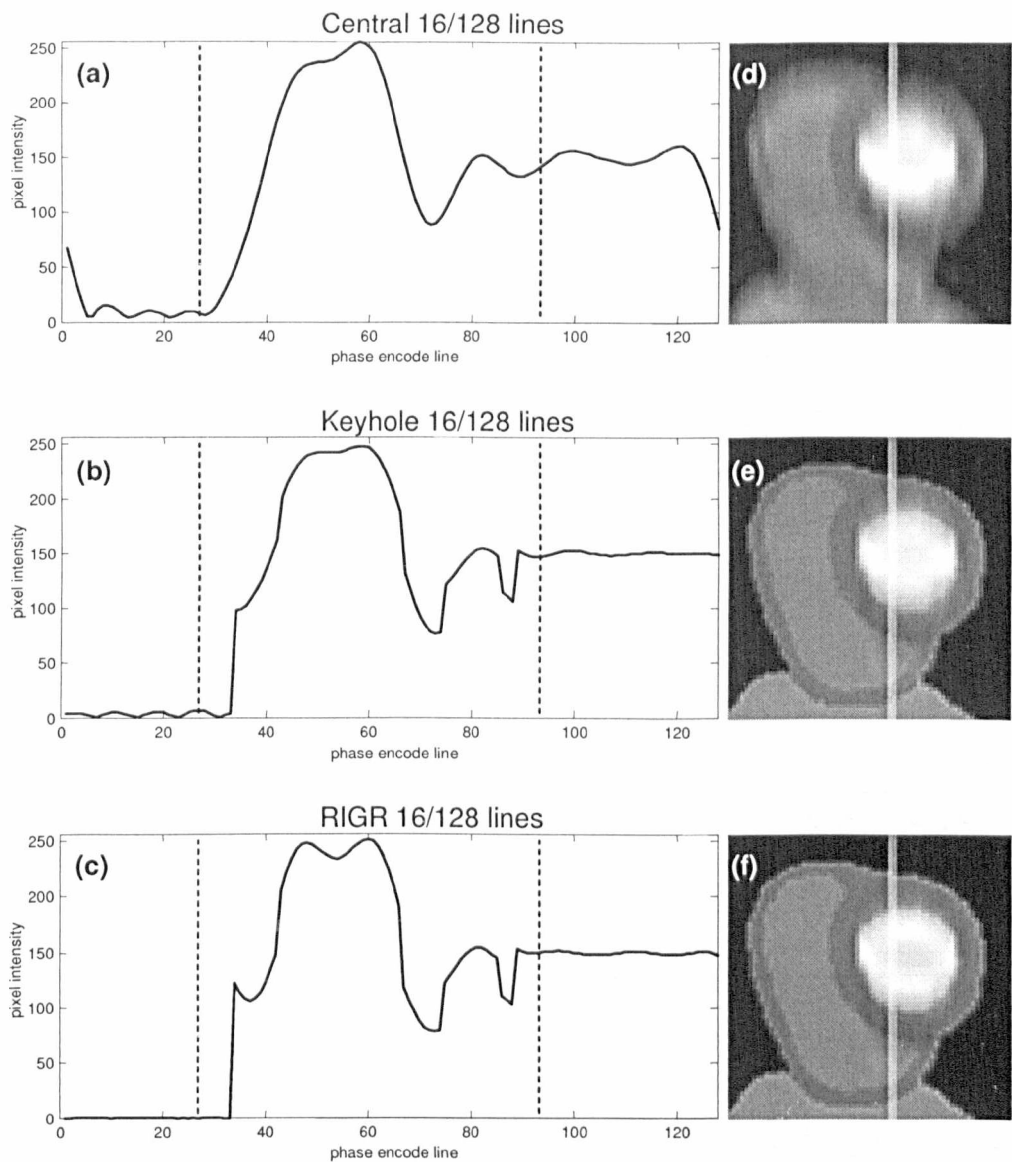 Central 16/128 lines
(a)
(d)
250
200
150
100
50
0
pixel intensity
0 20 40 60 80 100 120
phase encode line
Keyhole 16/128 lines
(b)
(e)
250
200
150
100
50
0
pixel intensity
0 20 40 60 80 100 120
phase encode line
RIGR 16/128 lines
(c)
(f)
250
200
150
100
50
0
pixel intensity
0 20 40 60 80 100 120
phase encode line